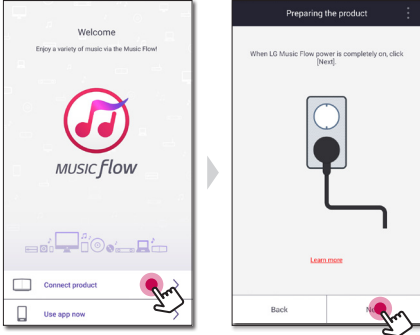 Welcome
Enjoy a variety of music via the Music Flow!
MUSIC flow
Connect product
Use app now
Preparing the product
When LG Music Flow power is completely on, click
[Next].
Learn more
Back